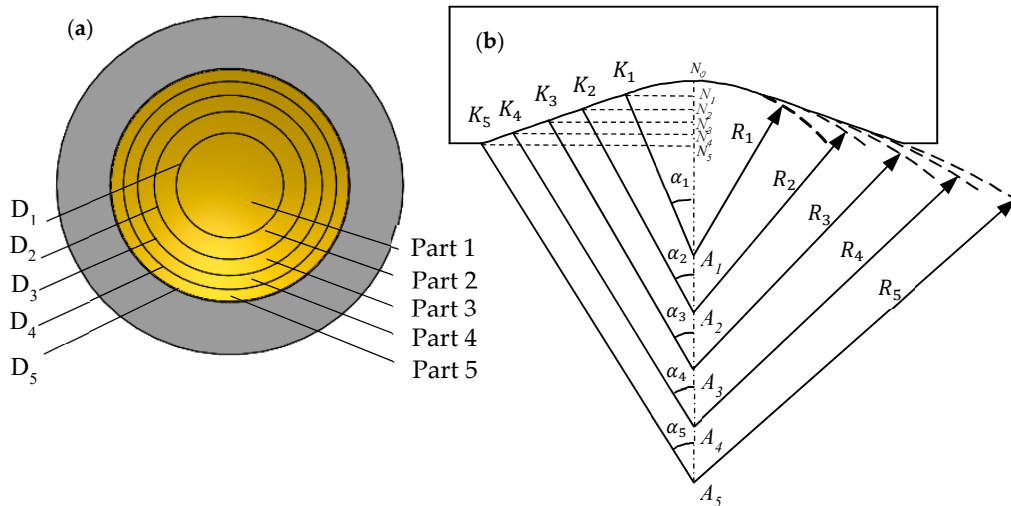 (a)
D₁
D₂
D₃
D₄
D₅
Part 1
Part 2
Part 3
Part 4
Part 5
(b)
K₁
K₂
K₃
K₄
K₅
N₀
N₁
N₂
N₃
N₄
N₅
R₁
R₂
R₃
R₄
R₅
α₁
α₂
α₃
α₄
α₅
A₁
A₂
A₃
A₄
A₅